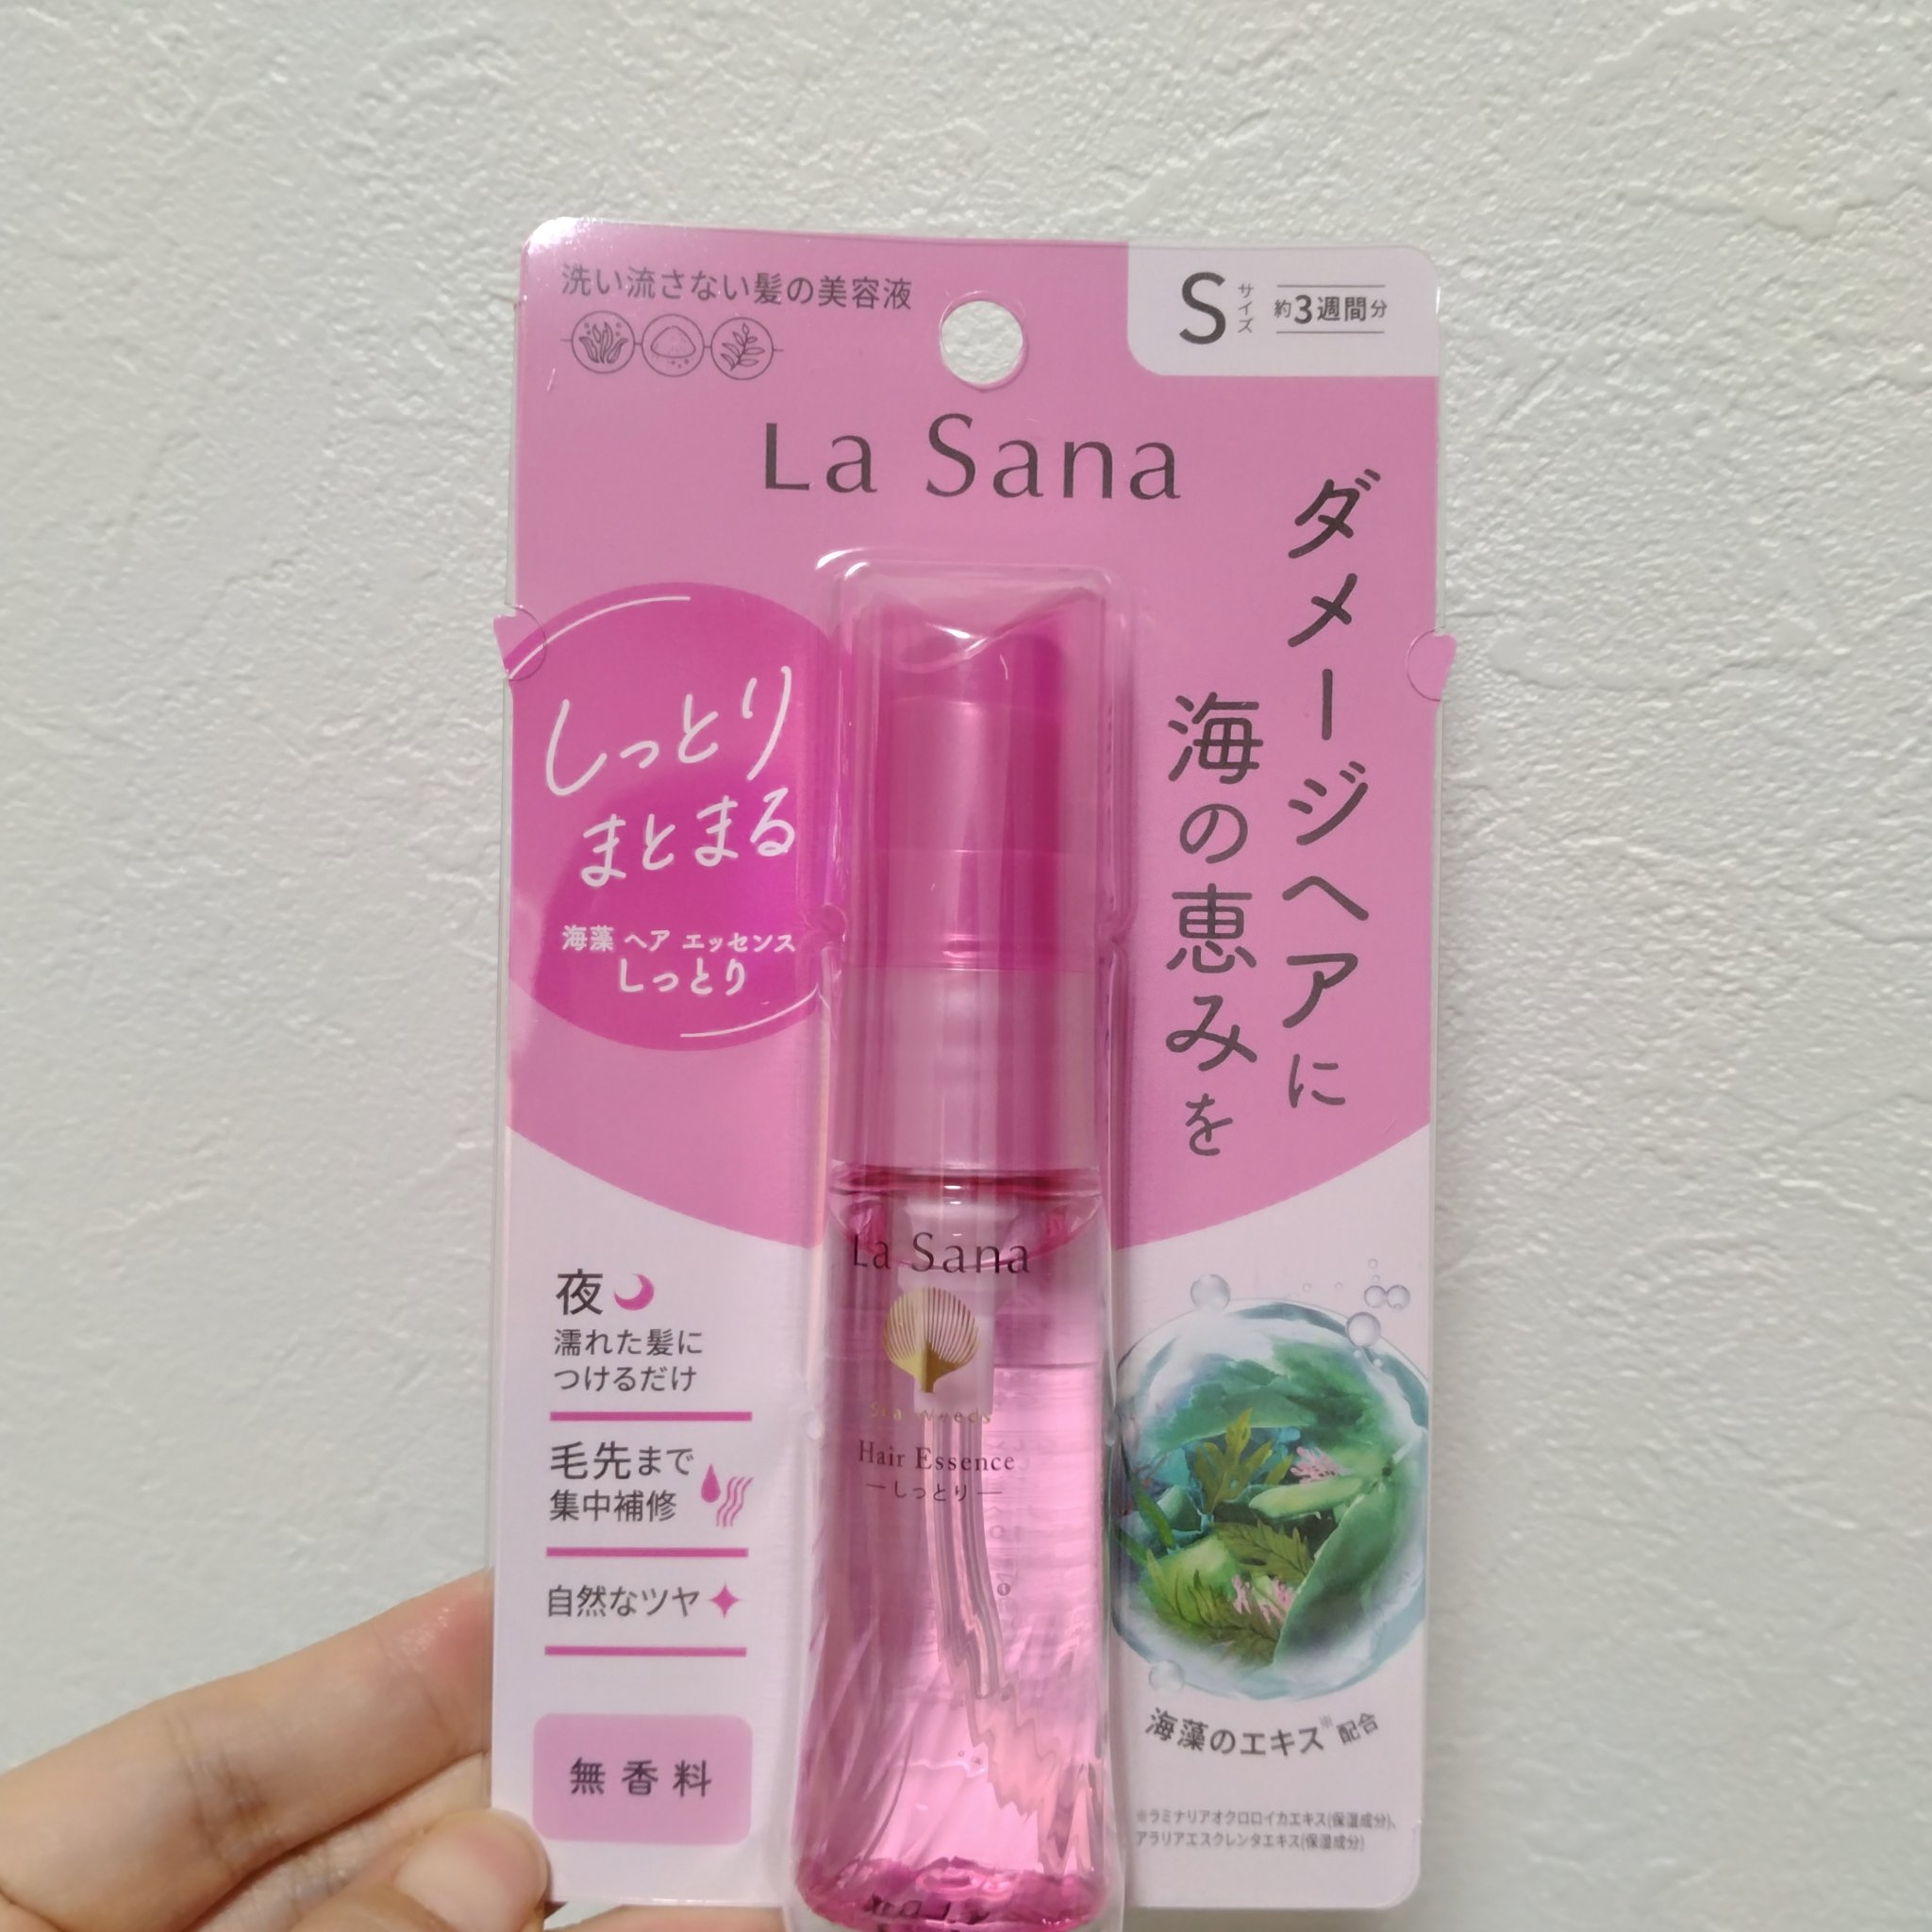 洗い流さない髪の美容液
S サイズ 約3週間分
La Sana
ダメージヘアに
海の恵みを
しっとり
まとまる
海藻 ヘア エッセンス
しっとり
夜
濡れた髪に
つけるだけ
毛先まで
集中補修
自然なツヤ
無香料
La Sana
Sea Weeds
Hair Essence
—しっとり—
海藻のエキス※配合
※ラミナリアオクロロイカエキス(保湿成分)、
アラリアエスクレンタエキス(保湿成分)